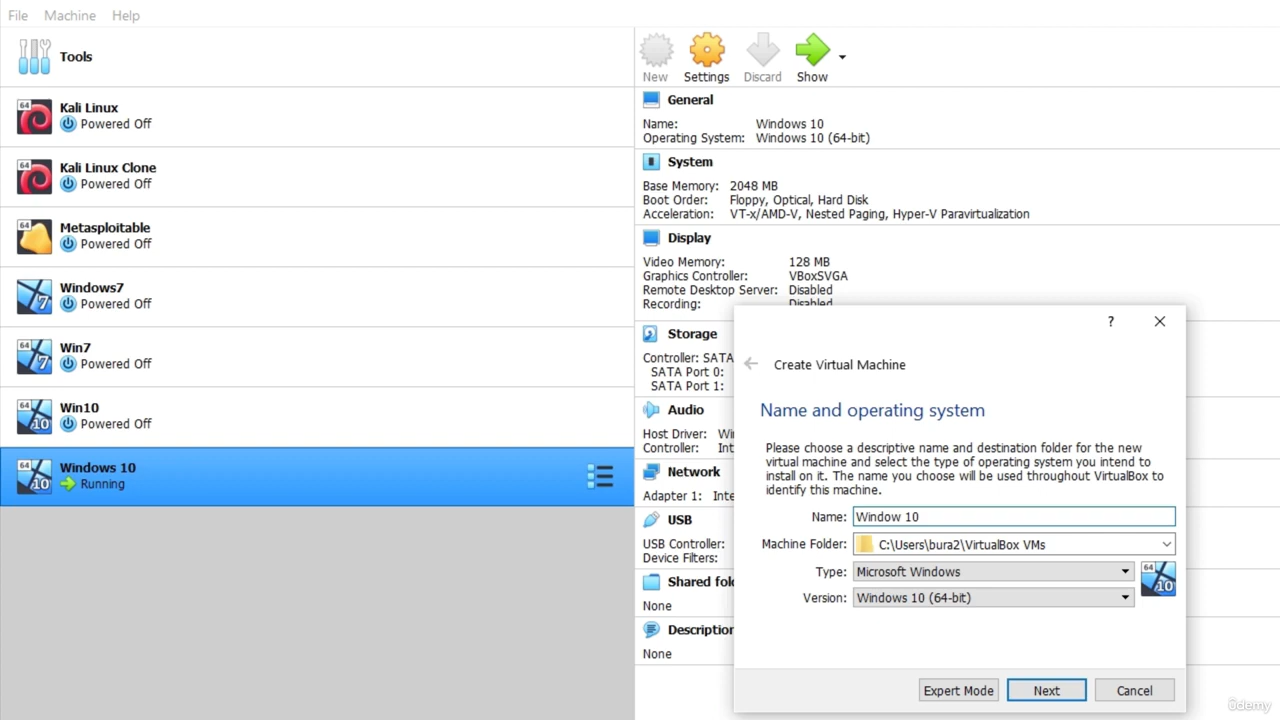 File Machine Help
Tools
Kali Linux
Powered Off
Kali Linux Clone
Powered Off
Metasploitable
Powered Off
Windows7
Powered Off
Win7
Powered Off
Win10
Powered Off
Windows 10
Running
New Settings Discard Show
General
Name: Windows 10
Operating System: Windows 10 (64-bit)
System
Base Memory: 2048 MB
Boot Order: Floppy, Optical, Hard Disk
Acceleration: VT-x/AMD-V, Nested Paging, Hyper-V Paravirtualization
Display
Video Memory: 128 MB
Graphics Controller: VBoxSVGA
Remote Desktop Server: Disabled
Recording: Disabled
Storage
Controller: SATA
SATA Port 0:
SATA Port 1:
Audio
Host Driver: Wi
Controller: Int
Network
Adapter 1: Inte
USB
USB Controller:
Device Filters:
Shared fol
None
Description
None
?
Create Virtual Machine
Name and operating system
Please choose a descriptive name and destination folder for the new
virtual machine and select the type of operating system you intend to
install on it. The name you choose will be used throughout VirtualBox to
identify this machine.
Name: Window 10
Machine Folder: C:\Users\bura2\VirtualBox VMs
Type: Microsoft Windows
Version: Windows 10 (64-bit)
64
10
Expert Mode Next Cancel
ûdemy